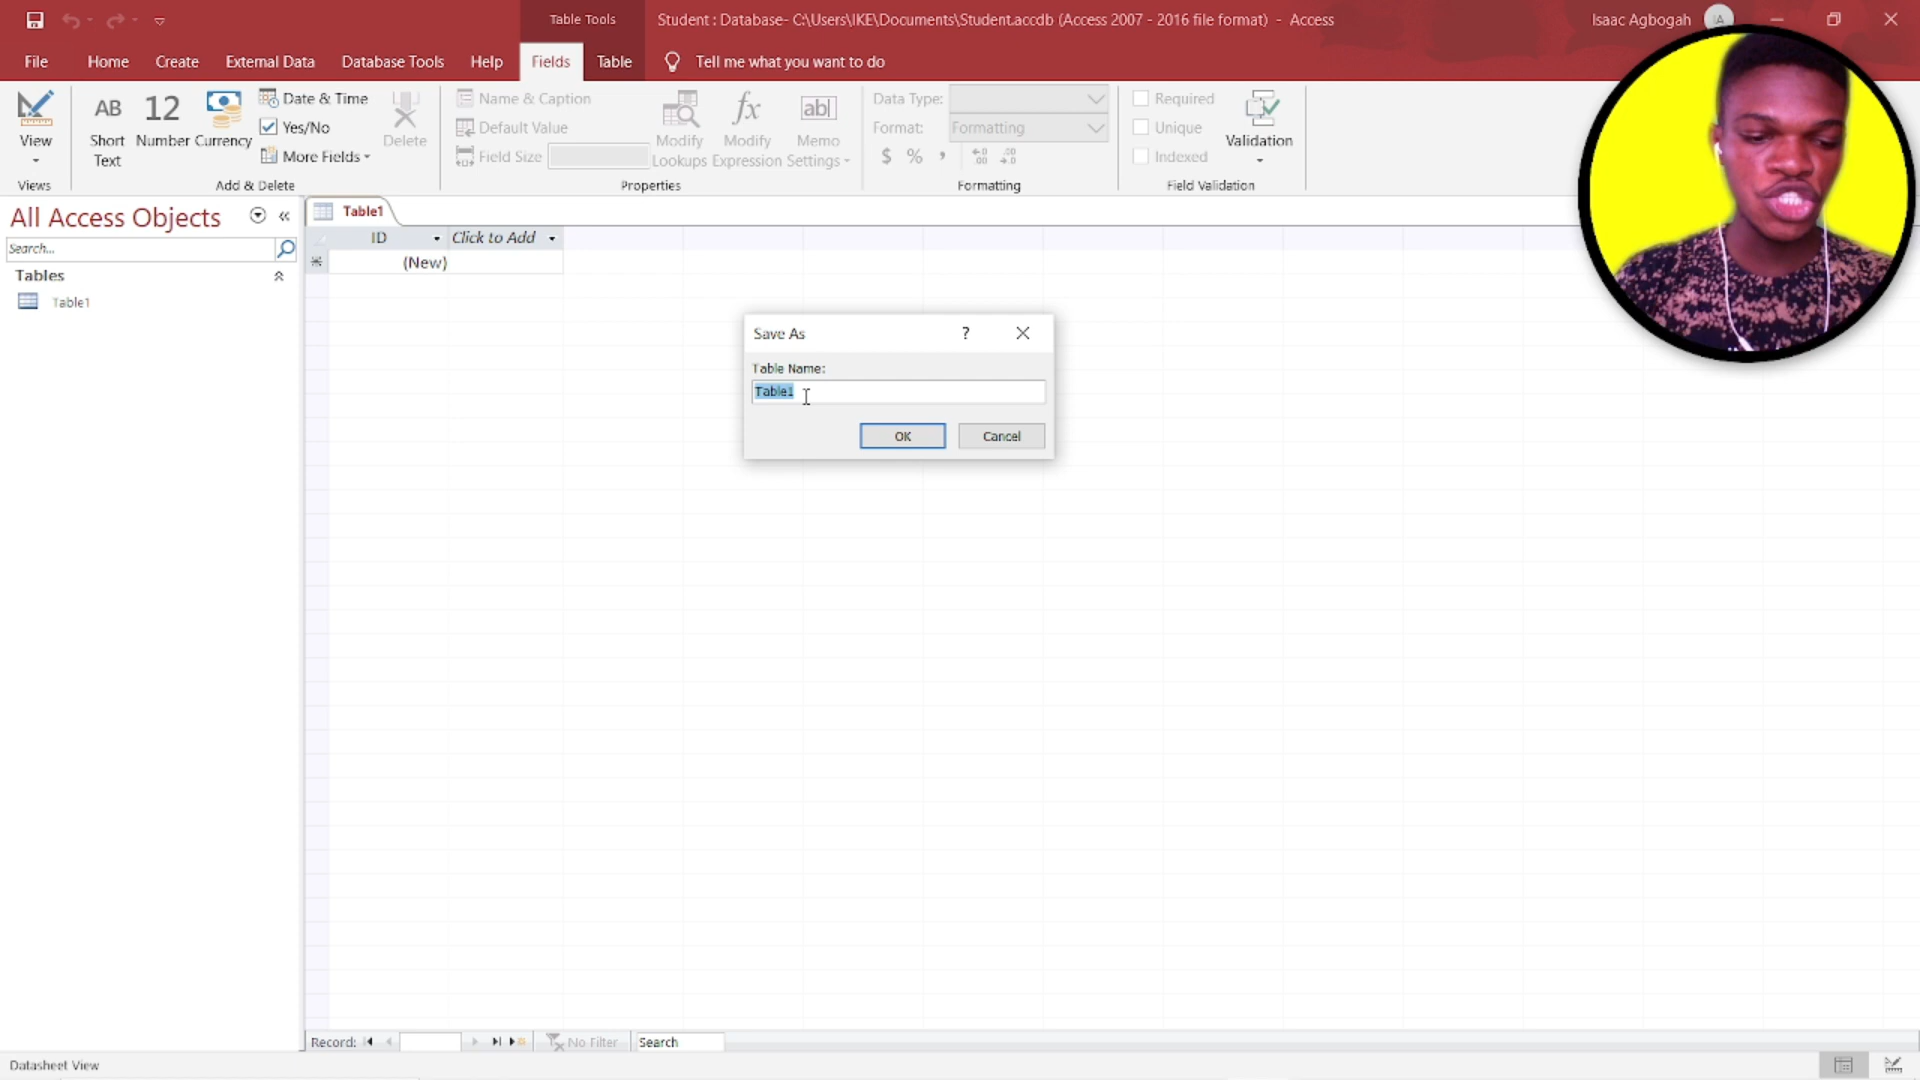 Table Tools
Student : Database- C:\Users\IKE\Documents\Student.accdb (Access 2007 - 2016 file format) - Access
Isaac Agbogah
IA
File Home Create External Data Database Tools Help Fields Table Tell me what you want to do
View
AB
Short
Text
12
Number
Currency
Date & Time
Yes/No
More Fields
Delete
Name & Caption
Default Value
Field Size
Modify
Lookups
fx
Modify
Expression
ab|
Memo
Settings
Data Type:
Format: Formatting
$ % ,
Required
Unique
Indexed
Validation
Views
Add & Delete
Properties
Formatting
Field Validation
All Access Objects
Search...
Tables
Table1
Table1
ID Click to Add
(New)
Save As
?
Table Name:
Table1
OK Cancel
Record: No Filter Search
Datasheet View